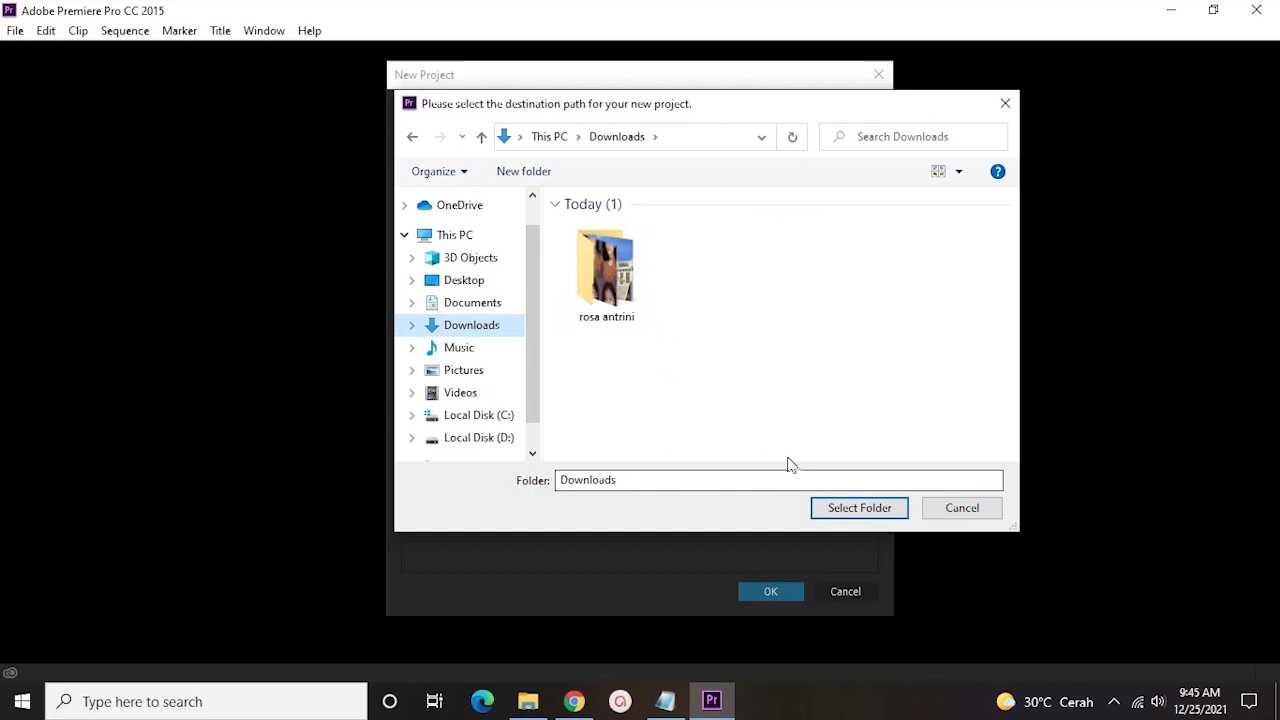 Adobe Premiere Pro CC 2015
File Edit Clip Sequence Marker Title Window Help
New Project
Please select the destination path for your new project.
This PC Downloads
Search Downloads
Organize New folder
OneDrive
This PC
3D Objects
Desktop
Documents
Downloads
Music
Pictures
Videos
Local Disk (C:)
Local Disk (D:)
Today (1)
rosa antrini
Folder: Downloads
Select Folder Cancel
OK Cancel
Type here to search
30°C Cerah
9:45 AM
12/25/2021